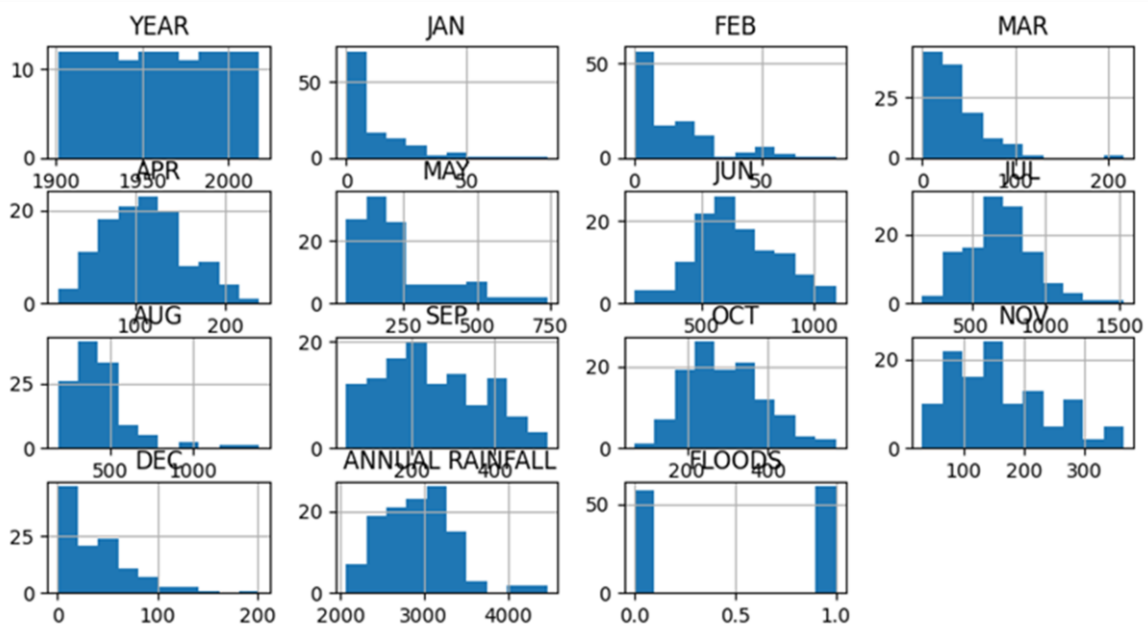 YEAR JAN FEB MAR
10 50 50 25
0 0 0 0
1900 1950 2000 0 50 0 50 0 100 200
APR MAY JUN JUL
20 20 20 20
0 0 0 0
100 200 250 500 750 500 1000 500 1000 1500
AUG SEP OCT NOV
25 20 20 20
0 0 0 0
500 1000 200 400 200 400 100 200 300
DEC ANNUAL RAINFALL FLOODS
25 20 50
0 0 0
0 100 200 2000 3000 4000 0.0 0.5 1.0